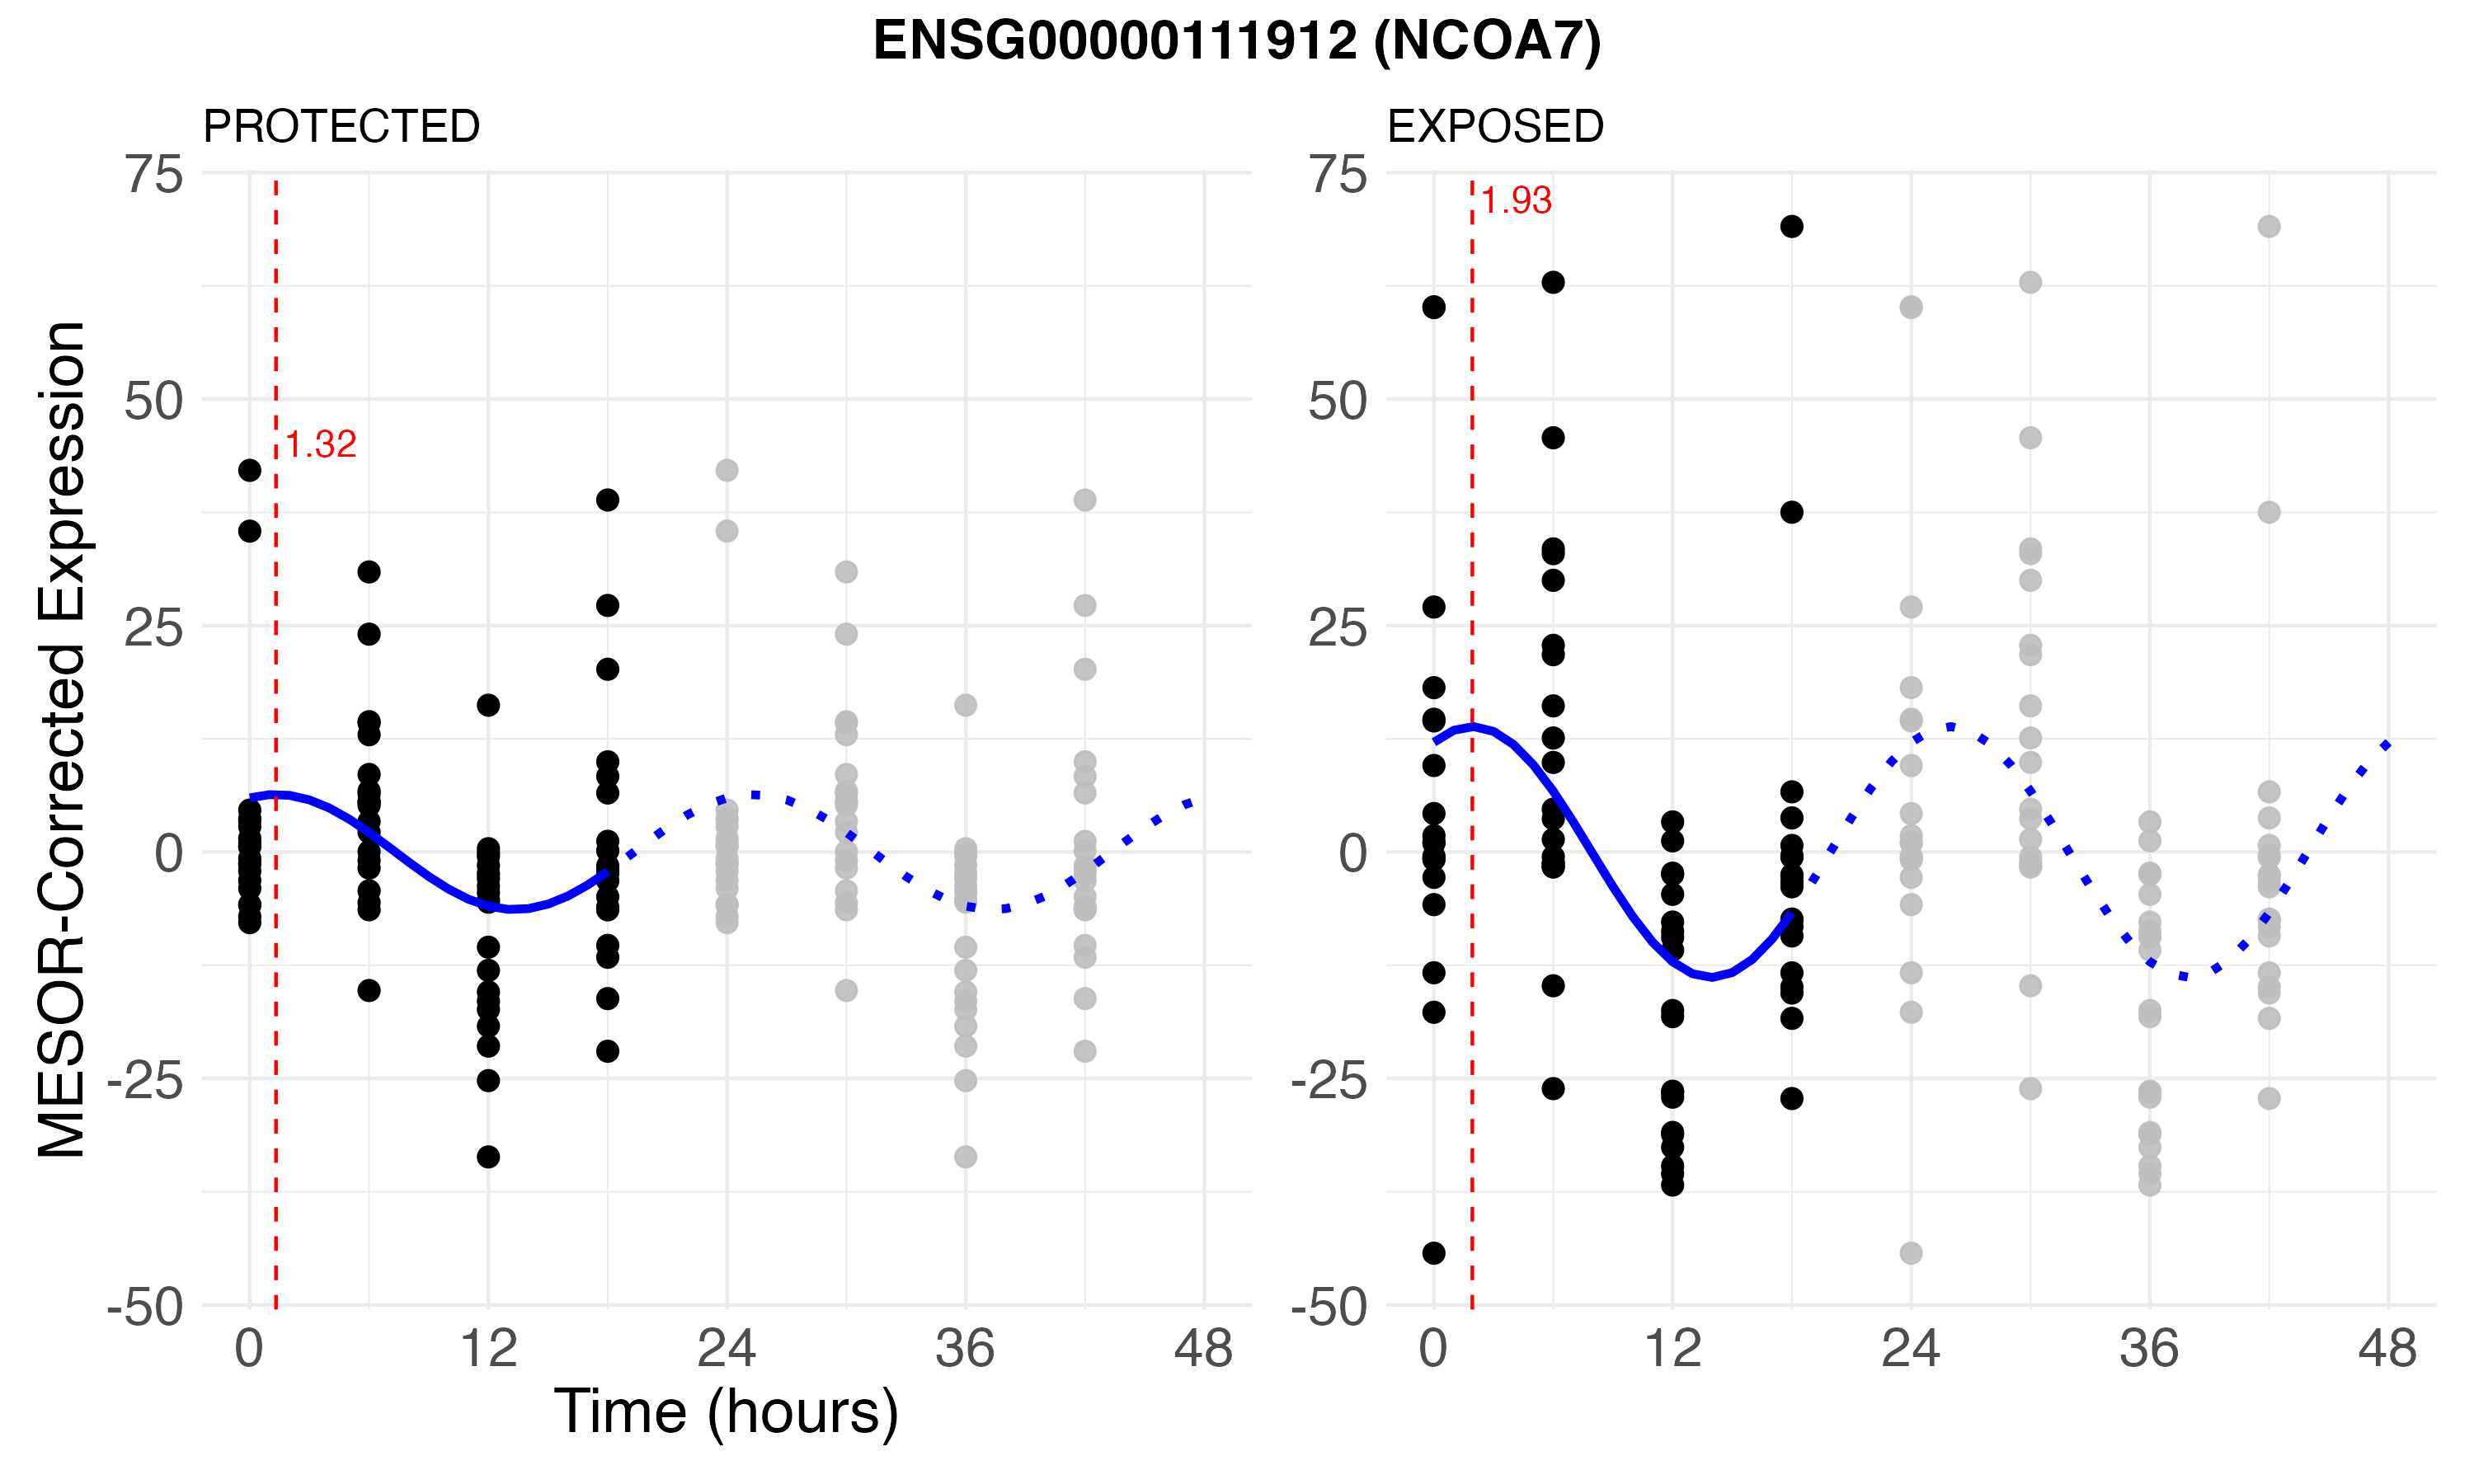 ENSG00000111912 (NCOA7)
PROTECTED
75
50
25
0
-25
-50
1.32
0 12 24 36 48
EXPOSED
75
50
25
0
-25
-50
1.93
0 12 24 36 48
MESOR-Corrected Expression
Time (hours)